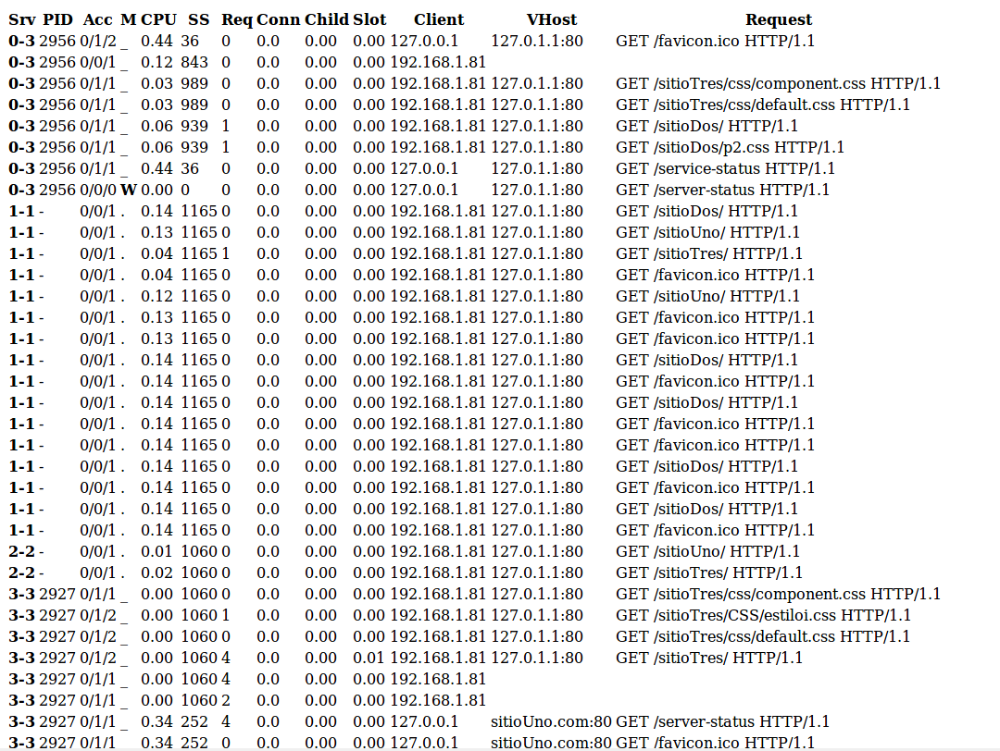 Srv PID Acc M CPU SS Req Conn Child Slot Client VHost Request
0-3 2956 0/1/2 _ 0.44 36 0 0.0 0.00 0.00 127.0.0.1 127.0.1.1:80 GET /favicon.ico HTTP/1.1
0-3 2956 0/0/1 _ 0.12 843 0 0.0 0.00 0.00 192.168.1.81
0-3 2956 0/1/1 _ 0.03 989 0 0.0 0.00 0.00 192.168.1.81 127.0.1.1:80 GET /sitioTres/css/component.css HTTP/1.1
0-3 2956 0/1/1 _ 0.03 989 0 0.0 0.00 0.00 192.168.1.81 127.0.1.1:80 GET /sitioTres/css/default.css HTTP/1.1
0-3 2956 0/1/1 _ 0.06 939 1 0.0 0.00 0.00 192.168.1.81 127.0.1.1:80 GET /sitioDos/ HTTP/1.1
0-3 2956 0/1/1 _ 0.06 939 1 0.0 0.00 0.00 192.168.1.81 127.0.1.1:80 GET /sitioDos/p2.css HTTP/1.1
0-3 2956 0/1/1 _ 0.44 36 0 0.0 0.00 0.00 127.0.0.1 127.0.1.1:80 GET /service-status HTTP/1.1
0-3 2956 0/0/0 W 0.00 0 0 0.0 0.00 0.00 127.0.0.1 127.0.1.1:80 GET /server-status HTTP/1.1
1-1 - 0/0/1 . 0.14 1165 0 0.0 0.00 0.00 192.168.1.81 127.0.1.1:80 GET /sitioDos/ HTTP/1.1
1-1 - 0/0/1 . 0.13 1165 0 0.0 0.00 0.00 192.168.1.81 127.0.1.1:80 GET /sitioUno/ HTTP/1.1
1-1 - 0/0/1 . 0.04 1165 1 0.0 0.00 0.00 192.168.1.81 127.0.1.1:80 GET /sitioTres/ HTTP/1.1
1-1 - 0/0/1 . 0.04 1165 0 0.0 0.00 0.00 192.168.1.81 127.0.1.1:80 GET /favicon.ico HTTP/1.1
1-1 - 0/0/1 . 0.12 1165 0 0.0 0.00 0.00 192.168.1.81 127.0.1.1:80 GET /sitioUno/ HTTP/1.1
1-1 - 0/0/1 . 0.13 1165 0 0.0 0.00 0.00 192.168.1.81 127.0.1.1:80 GET /favicon.ico HTTP/1.1
1-1 - 0/0/1 . 0.13 1165 0 0.0 0.00 0.00 192.168.1.81 127.0.1.1:80 GET /favicon.ico HTTP/1.1
1-1 - 0/0/1 . 0.14 1165 0 0.0 0.00 0.00 192.168.1.81 127.0.1.1:80 GET /sitioDos/ HTTP/1.1
1-1 - 0/0/1 . 0.14 1165 0 0.0 0.00 0.00 192.168.1.81 127.0.1.1:80 GET /favicon.ico HTTP/1.1
1-1 - 0/0/1 . 0.14 1165 0 0.0 0.00 0.00 192.168.1.81 127.0.1.1:80 GET /sitioDos/ HTTP/1.1
1-1 - 0/0/1 . 0.14 1165 0 0.0 0.00 0.00 192.168.1.81 127.0.1.1:80 GET /favicon.ico HTTP/1.1
1-1 - 0/0/1 . 0.14 1165 0 0.0 0.00 0.00 192.168.1.81 127.0.1.1:80 GET /favicon.ico HTTP/1.1
1-1 - 0/0/1 . 0.14 1165 0 0.0 0.00 0.00 192.168.1.81 127.0.1.1:80 GET /sitioDos/ HTTP/1.1
1-1 - 0/0/1 . 0.14 1165 0 0.0 0.00 0.00 192.168.1.81 127.0.1.1:80 GET /favicon.ico HTTP/1.1
1-1 - 0/0/1 . 0.14 1165 0 0.0 0.00 0.00 192.168.1.81 127.0.1.1:80 GET /sitioDos/ HTTP/1.1
1-1 - 0/0/1 . 0.14 1165 0 0.0 0.00 0.00 192.168.1.81 127.0.1.1:80 GET /favicon.ico HTTP/1.1
2-2 - 0/0/1 . 0.01 1060 0 0.0 0.00 0.00 192.168.1.81 127.0.1.1:80 GET /sitioUno/ HTTP/1.1
2-2 - 0/0/1 . 0.02 1060 0 0.0 0.00 0.00 192.168.1.81 127.0.1.1:80 GET /sitioTres/ HTTP/1.1
3-3 2927 0/1/1 _ 0.00 1060 0 0.0 0.00 0.00 192.168.1.81 127.0.1.1:80 GET /sitioTres/css/component.css HTTP/1.1
3-3 2927 0/1/2 _ 0.00 1060 1 0.0 0.00 0.00 192.168.1.81 127.0.1.1:80 GET /sitioTres/CSS/estiloi.css HTTP/1.1
3-3 2927 0/1/2 _ 0.00 1060 0 0.0 0.00 0.00 192.168.1.81 127.0.1.1:80 GET /sitioTres/css/default.css HTTP/1.1
3-3 2927 0/1/2 _ 0.00 1060 4 0.0 0.00 0.01 192.168.1.81 127.0.1.1:80 GET /sitioTres/ HTTP/1.1
3-3 2927 0/1/1 _ 0.00 1060 4 0.0 0.00 0.00 192.168.1.81
3-3 2927 0/1/1 _ 0.00 1060 2 0.0 0.00 0.00 192.168.1.81
3-3 2927 0/1/1 _ 0.34 252 4 0.0 0.00 0.00 127.0.0.1 sitioUno.com:80 GET /server-status HTTP/1.1
3-3 2927 0/1/1 0.34 252 0 0.0 0.00 0.00 127.0.0.1 sitioUno.com:80 GET /favicon.ico HTTP/1.1